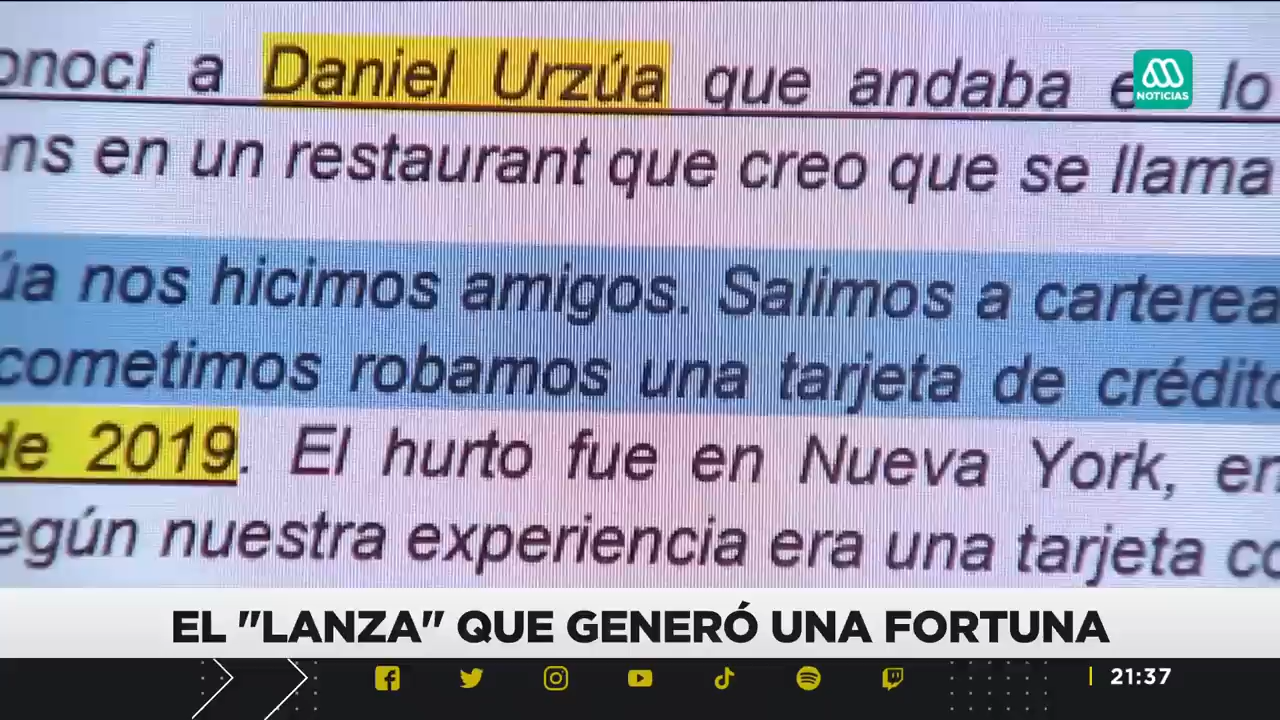 onocí a Daniel Urzúa que andaba e lo
NOTICIAS
ns en un restaurant que creo que se llama
úa nos hicimos amigos. Salimos a carterea
cometimos robamos una tarjeta de crédito
de 2019. El hurto fue en Nueva York, en
egún nuestra experiencia era una tarjeta co
EL "LANZA" QUE GENERÓ UNA FORTUNA
21:37